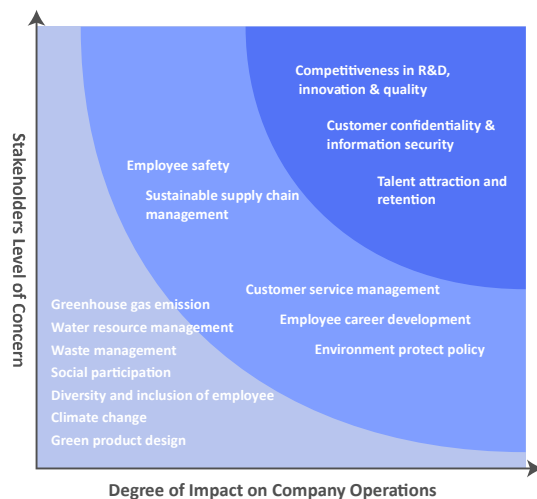 Competitiveness in R&D,
innovation & quality
Customer confidentiality &
information security
Talent attraction and
retention
Employee safety
Sustainable supply chain
management
Customer service management
Employee career development
Environment protect policy
Greenhouse gas emission
Water resource management
Waste management
Social participation
Diversity and inclusion of employee
Climate change
Green product design
Stakeholders Level of
Concern
Degree of Impact on Company Operations